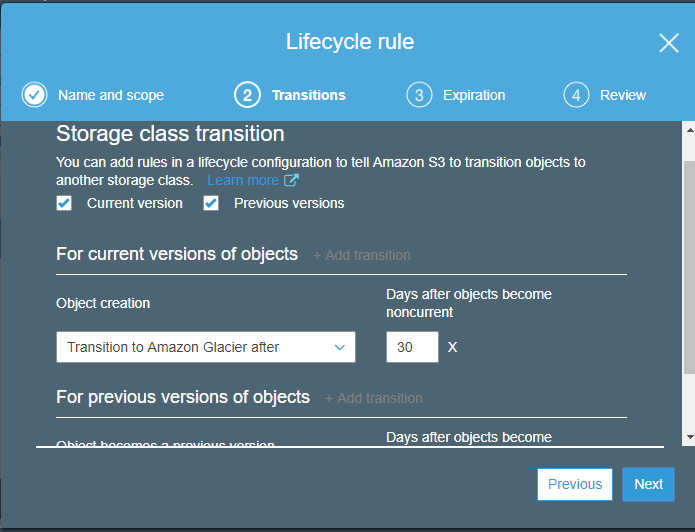 Lifecycle rule
Name and scope
2 Transitions
3 Expiration
4 Review
Storage class transition
You can add rules in a lifecycle configuration to tell Amazon S3 to transition objects to
another storage class. Learn more
Current version Previous versions
For current versions of objects + Add transition
Object creation
Days after objects become
noncurrent
Transition to Amazon Glacier after
30 X
For previous versions of objects + Add transition
Object becomes a previous version
Days after objects become
Previous Next